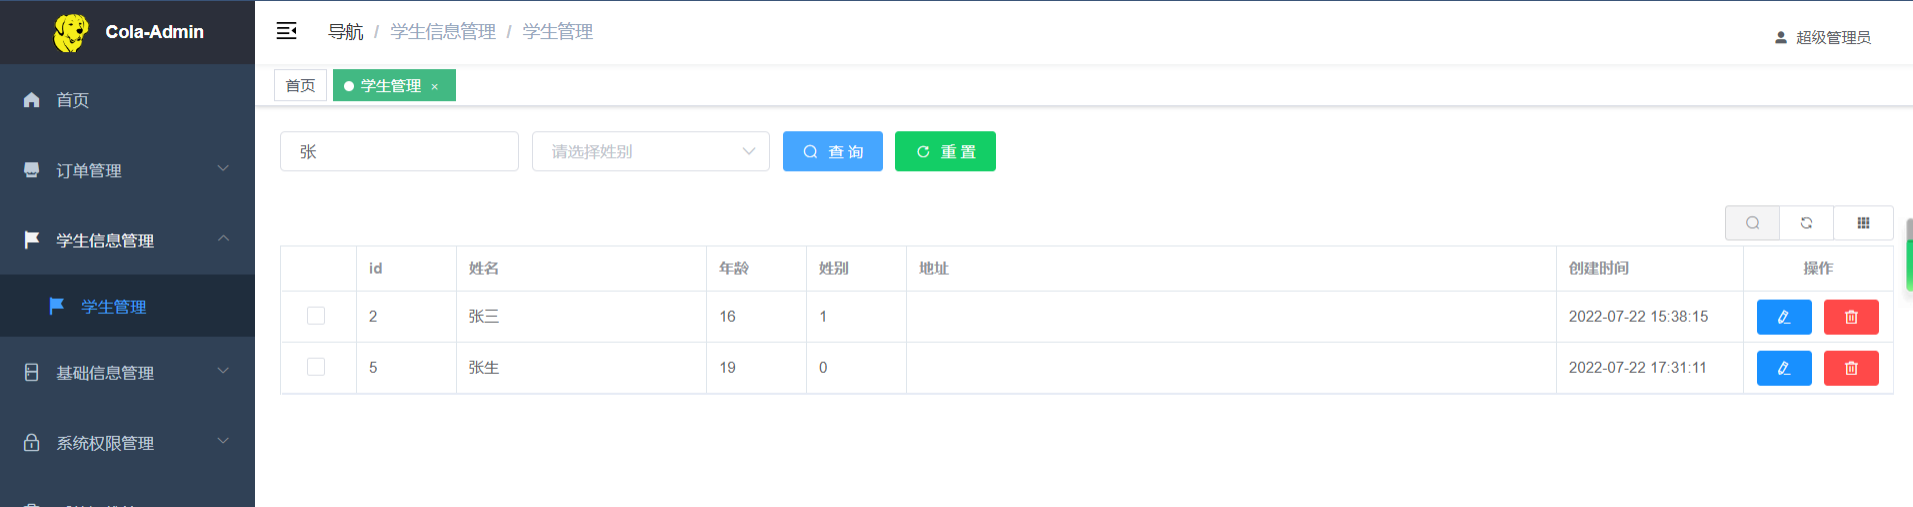 Cola-Admin
导航 / 学生信息管理 / 学生管理
超级管理员
首页
学生管理 ×
首页
订单管理
学生信息管理
学生管理
基础信息管理
系统权限管理
张
请选择姓别
查 询
重 置
id 姓名 年龄 姓别 地址 创建时间 操作
2 张三 16 1 2022-07-22 15:38:15
5 张生 19 0 2022-07-22 17:31:11